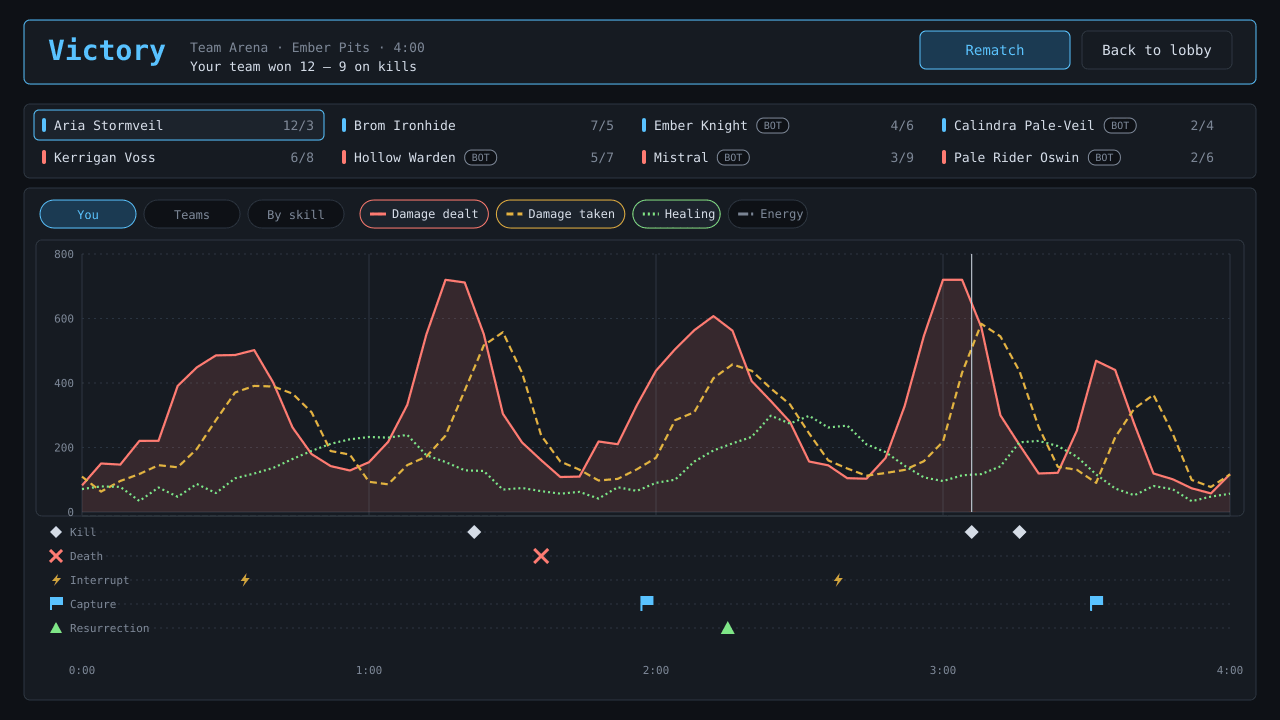 Victory
Team Arena · Ember Pits · 4:00
Your team won 12 – 9 on kills
Rematch
Back to lobby
Aria Stormveil 12/3
Brom Ironhide 7/5
Ember Knight BOT 4/6
Calindra Pale-Veil BOT 2/4
Kerrigan Voss 6/8
Hollow Warden BOT 5/7
Mistral BOT 3/9
Pale Rider Oswin BOT 2/6
You
Teams
By skill
Damage dealt
Damage taken
Healing
Energy
800
600
400
200
0
Kill
Death
Interrupt
Capture
Resurrection
0:00 1:00 2:00 3:00 4:00